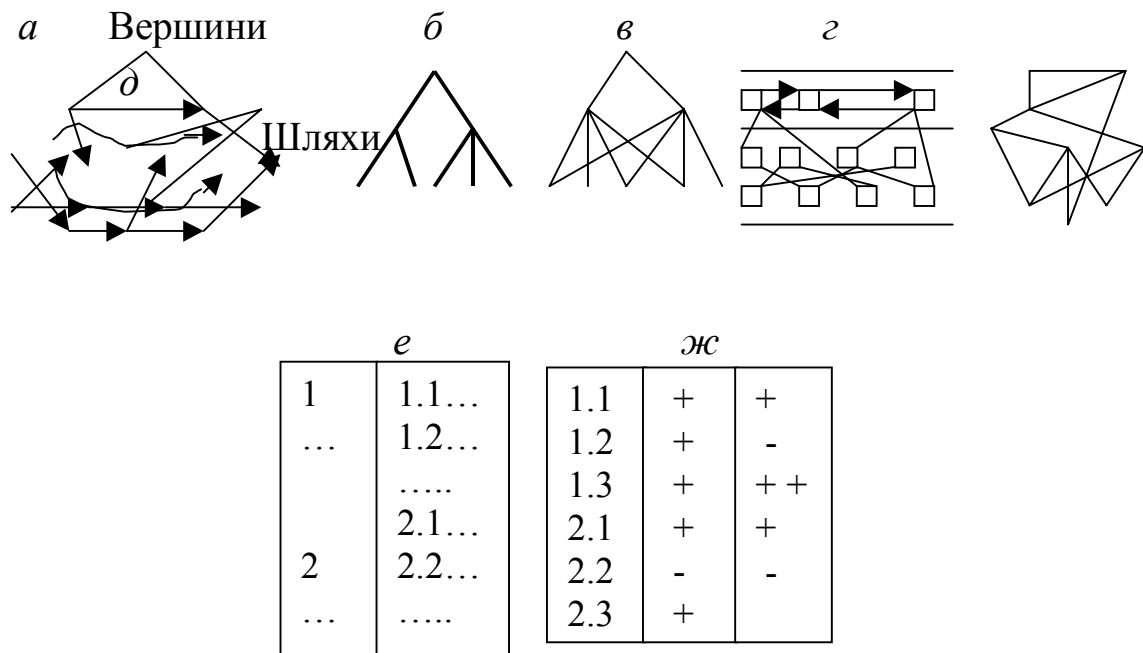 а Вершини б в г
д
Шляхи
е ж
1 1.1…
… 1.2…
…..
2.1…
2 2.2…
… …..
1.1 + +
1.2 + -
1.3 + + +
2.1 + +
2.2 - -
2.3 +